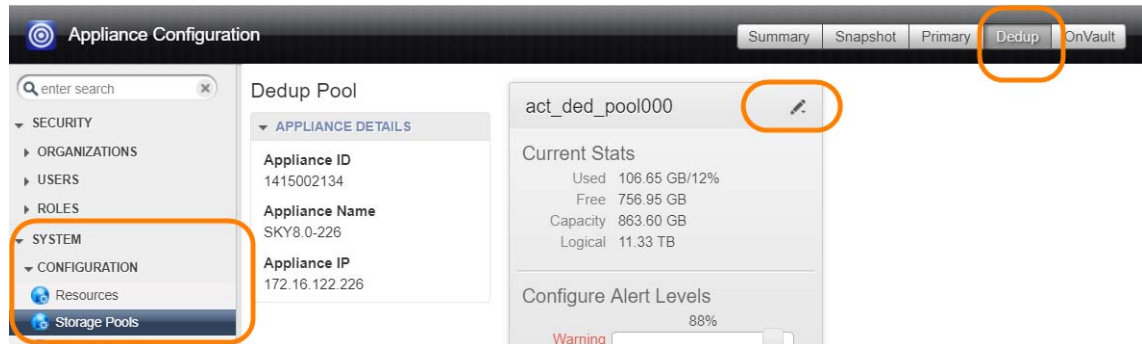 Appliance Configuration
Summary Snapshot Primary Dedup OnVault
enter search
SECURITY
ORGANIZATIONS
USERS
ROLES
SYSTEM
CONFIGURATION
Resources
Storage Pools
Dedup Pool
APPLIANCE DETAILS
Appliance ID
1415002134
Appliance Name
SKY8.0-226
Appliance IP
172.16.122.226
act_ded_pool000
Current Stats
Used 106.65 GB/12%
Free 756.95 GB
Capacity 863.60 GB
Logical 11.33 TB
Configure Alert Levels
88%
Warning